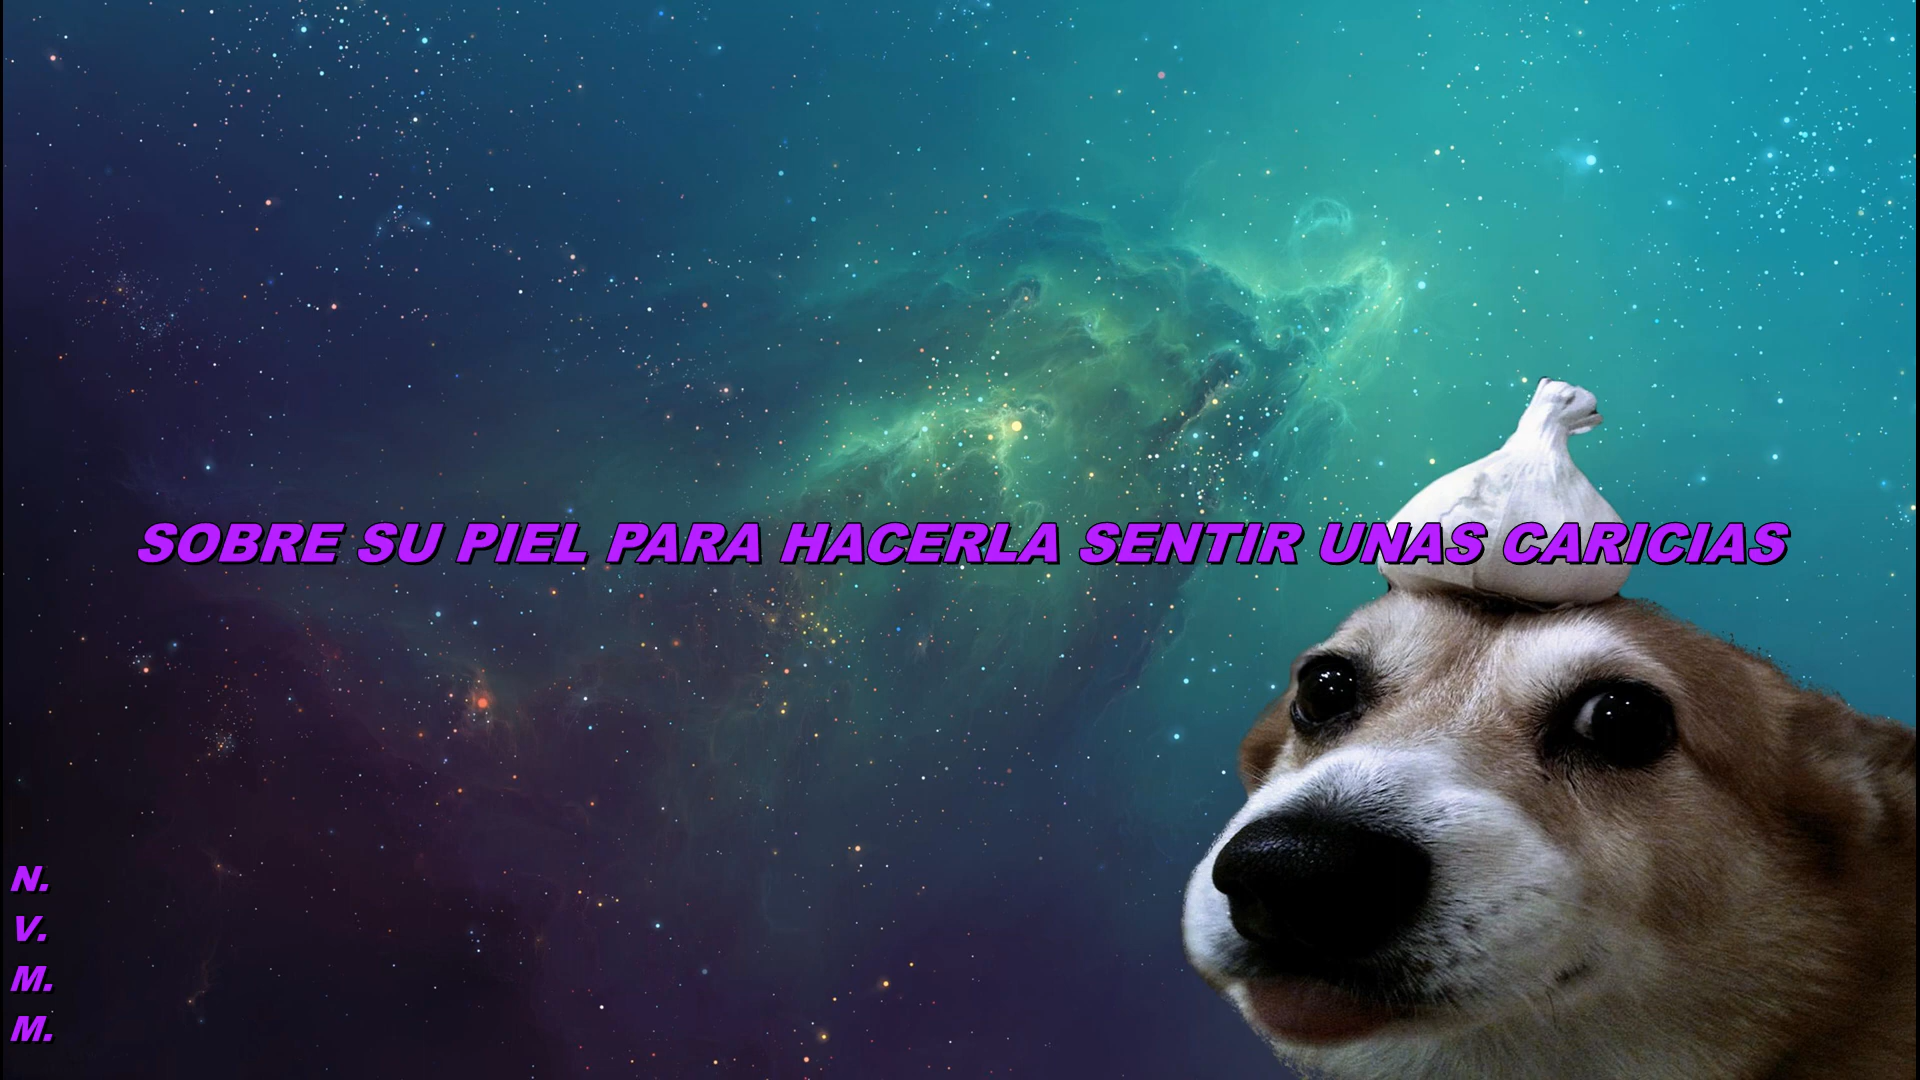 SOBRE SU PIEL PARA HACERLA SENTIR UNAS CARICIAS
N.
V.
M.
M.